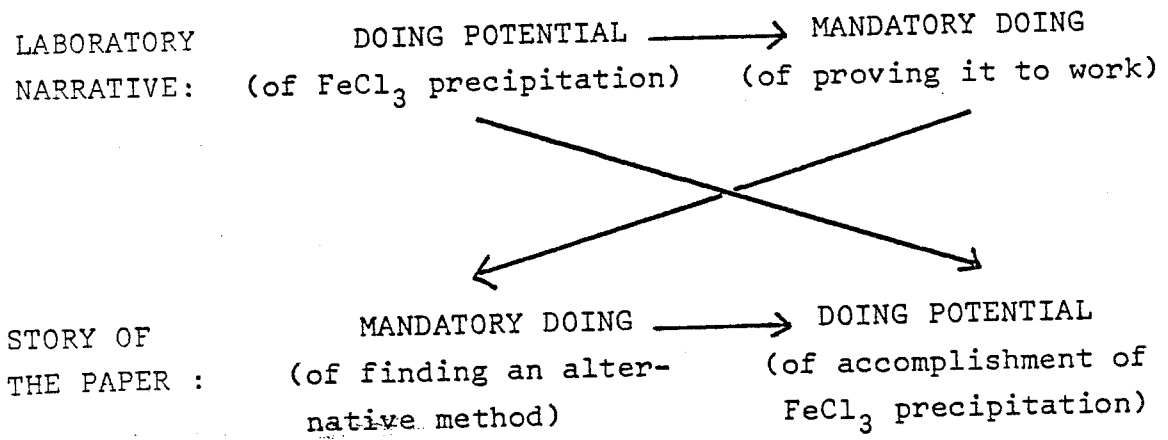 LABORATORY DOING POTENTIAL MANDATORY DOING
NARRATIVE: (of FeCl3 precipitation) (of proving it to work)
STORY OF MANDATORY DOING DOING POTENTIAL
THE PAPER : (of finding an alter- (of accomplishment of
native method) FeCl3 precipitation)